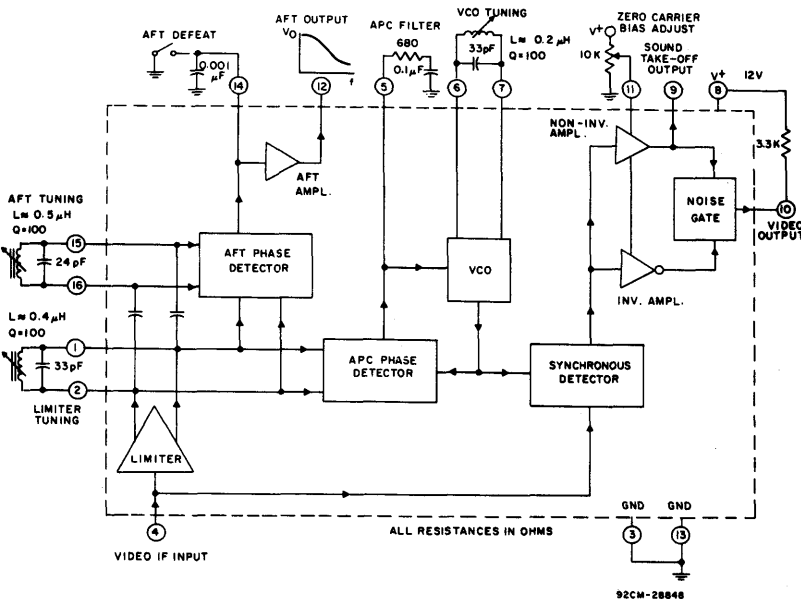 AFT DEFEAT
0.001
μF
14
AFT OUTPUT
VO
f
12
APC FILTER
680
0.1μF
5
VCO TUNING
33pF
L≈ 0.2μH
Q=100
6
7
ZERO CARRIER
BIAS ADJUST
V+
10K
11
SOUND
TAKE-OFF
OUTPUT
9
V+
8
12V
3.3K
NON-INV.
AMPL.
AFT
AMPL.
NOISE
GATE
10
VIDEO
OUTPUT
AFT TUNING
L≈ 0.5μH
Q=100
15
24pF
16
AFT PHASE
DETECTOR
VCO
INV. AMPL.
L≈ 0.4μH
Q=100
1
33pF
2
LIMITER
TUNING
APC PHASE
DETECTOR
SYNCHRONOUS
DETECTOR
LIMITER
4
VIDEO IF INPUT
ALL RESISTANCES IN OHMS
GND
GND
3
13
92CM-28848